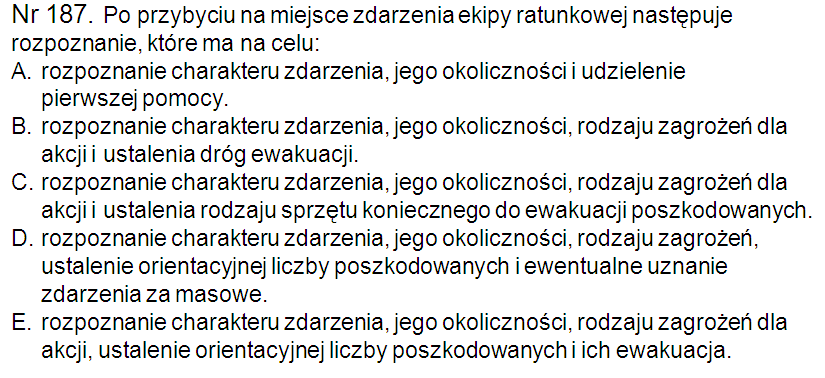 Nr 187. Po przybyciu na miejsce zdarzenia ekipy ratunkowej następuje
rozpoznanie, które ma na celu:
A. rozpoznanie charakteru zdarzenia, jego okoliczności i udzielenie
pierwszej pomocy.
B. rozpoznanie charakteru zdarzenia, jego okoliczności, rodzaju zagrożeń dla
akcji i ustalenia dróg ewakuacji.
C. rozpoznanie charakteru zdarzenia, jego okoliczności, rodzaju zagrożeń dla
akcji i ustalenia rodzaju sprzętu koniecznego do ewakuacji poszkodowanych.
D. rozpoznanie charakteru zdarzenia, jego okoliczności, rodzaju zagrożeń,
ustalenie orientacyjnej liczby poszkodowanych i ewentualne uznanie
zdarzenia za masowe.
E. rozpoznanie charakteru zdarzenia, jego okoliczności, rodzaju zagrożeń dla
akcji, ustalenie orientacyjnej liczby poszkodowanych i ich ewakuacja.